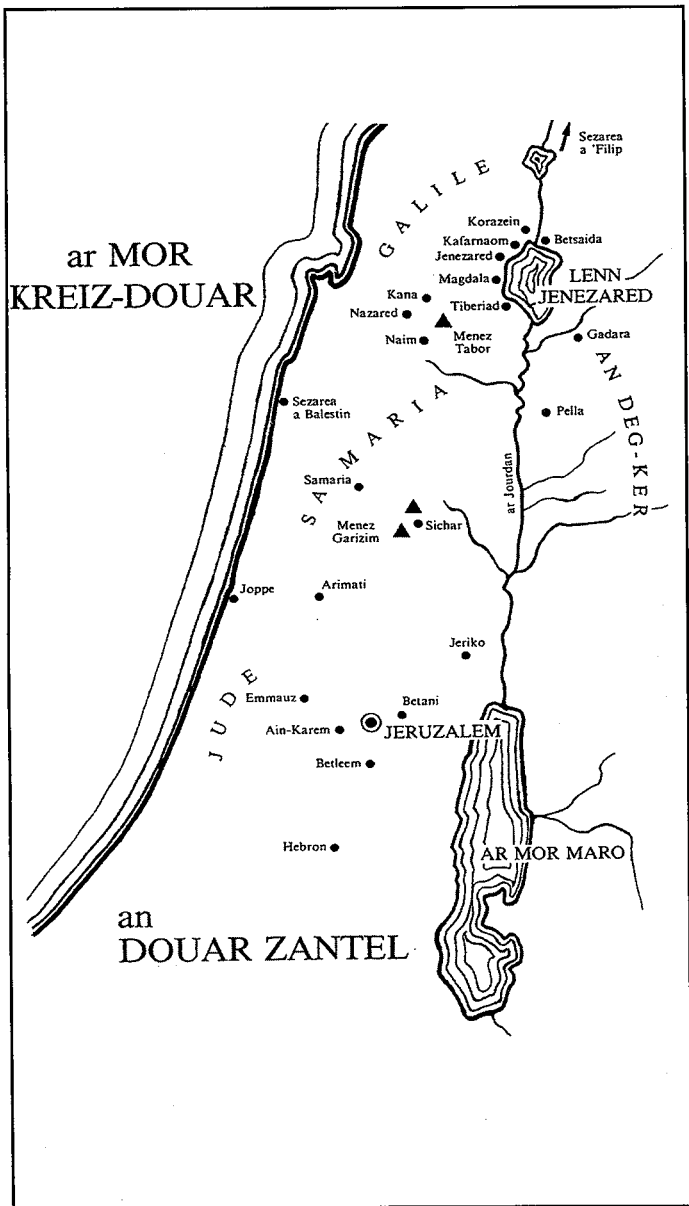 Sezarea
a 'Filip
GALILE
Korazein
Kafarnaom
Betsaida
Jenezared
ar MOR
KREIZ-DOUAR
Magdala
LENN
JENEZARED
Kana
Tiberiad
Nazared
Menez
Tabor
Naim
Gadara
AN DEG-KER
Sezarea
a Balestin
Pella
SAMARIA
Samaria
ar Jourdan
Menez
Garizim
Sichar
Joppe
Arimati
Jeriko
JUDE
Emmauz
Betani
Ain-Karem
JERUZALEM
Betleem
Hebron
AR MOR MARO
an
DOUAR ZANTEL